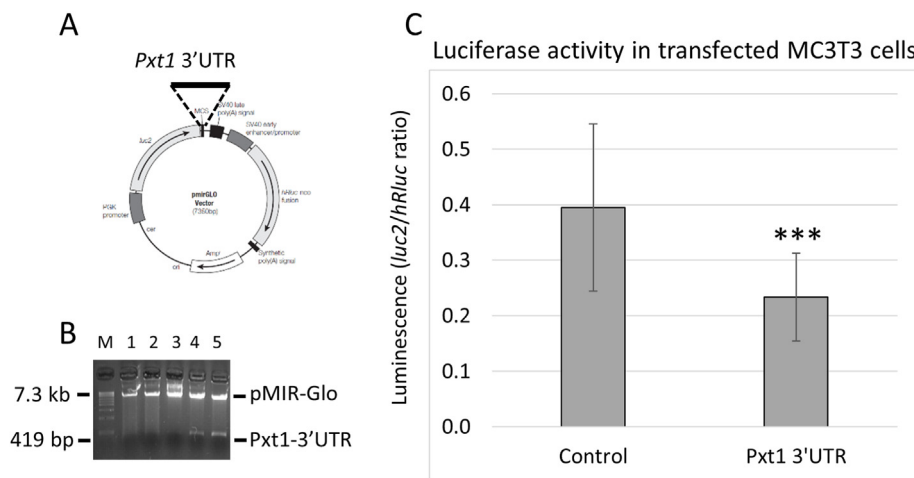 A
Pxt1 3’UTR
MCS
SV40 late
poly(A) signal
SV40 early
enhancer/promoter
luc2
hRluc-neo
fusion
pmirGLO
Vector
(7350bp)
PGK
promoter
cer
Synthetic
poly(A) signal
Ampr
ori
B
M 1 2 3 4 5
7.3 kb
pMIR-Glo
419 bp
Pxt1-3’UTR
C
Luciferase activity in transfected MC3T3 cells
Luminescence (luc2/hRluc ratio)
0.6
0.5
0.4
0.3
0.2
0.1
0.0
***
Control
Pxt1 3'UTR